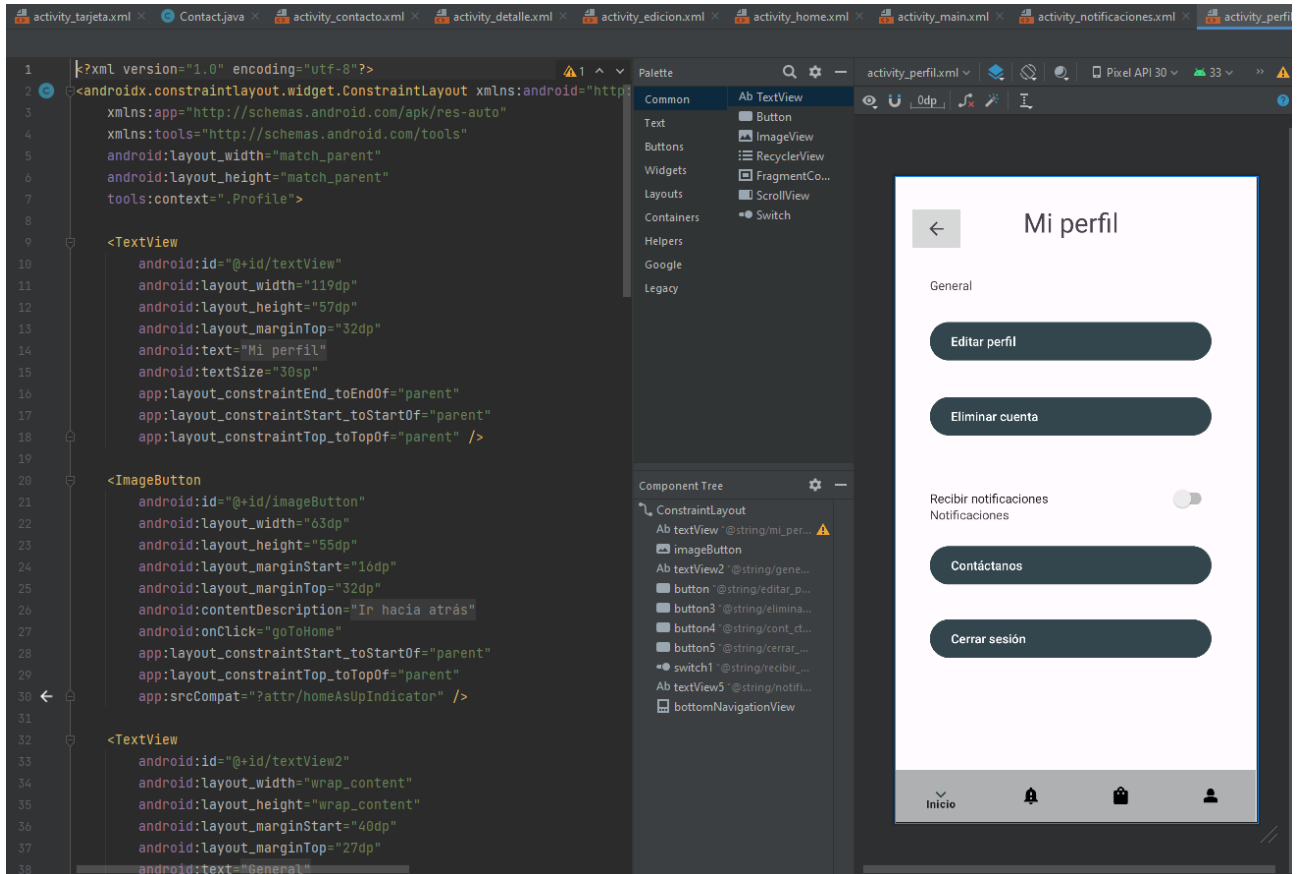 activity_tarjeta.xml
Contact.java
activity_contacto.xml
activity_detalle.xml
activity_edicion.xml
activity_home.xml
activity_main.xml
activity_notificaciones.xml
activity_perfil
1 <?xml version="1.0" encoding="utf-8"?>
2 <androidx.constraintlayout.widget.ConstraintLayout xmlns:android="http:
3 xmlns:app="http://schemas.android.com/apk/res-auto"
4 xmlns:tools="http://schemas.android.com/tools"
5 android:layout_width="match_parent"
6 android:layout_height="match_parent"
7 tools:context=".Profile">
8
9 <TextView
10 android:id="@+id/textView"
11 android:layout_width="119dp"
12 android:layout_height="57dp"
13 android:layout_marginTop="32dp"
14 android:text="Mi perfil"
15 android:textSize="30sp"
16 app:layout_constraintEnd_toEndOf="parent"
17 app:layout_constraintStart_toStartOf="parent"
18 app:layout_constraintTop_toTopOf="parent" />
19
20 <ImageButton
21 android:id="@+id/imageButton"
22 android:layout_width="63dp"
23 android:layout_height="55dp"
24 android:layout_marginStart="16dp"
25 android:layout_marginTop="32dp"
26 android:contentDescription="Ir hacia atrás"
27 android:onClick="goToHome"
28 app:layout_constraintStart_toStartOf="parent"
29 app:layout_constraintTop_toTopOf="parent"
30 app:srcCompat="?attr/homeAsUpIndicator" />
31
32 <TextView
33 android:id="@+id/textView2"
34 android:layout_width="wrap_content"
35 android:layout_height="wrap_content"
36 android:layout_marginStart="40dp"
37 android:layout_marginTop="27dp"
38 android:text="General"
1
Palette
Common
Text
Buttons
Widgets
Layouts
Containers
Helpers
Google
Legacy
Ab TextView
Button
ImageView
RecyclerView
FragmentCo...
ScrollView
Switch
Component Tree
ConstraintLayout
Ab textView "@string/mi_per...
imageButton
Ab textView2 "@string/gene...
button "@string/editar_p...
button3 "@string/elimina...
button4 "@string/cont_ct...
button5 "@string/cerrar_...
switch1 "@string/recibir_...
Ab textView5 "@string/notifi...
bottomNavigationView
activity_perfil.xml
Pixel API 30
33
0dp
Mi perfil
General
Editar perfil
Eliminar cuenta
Recibir notificaciones
Notificaciones
Contáctanos
Cerrar sesión
Inicio